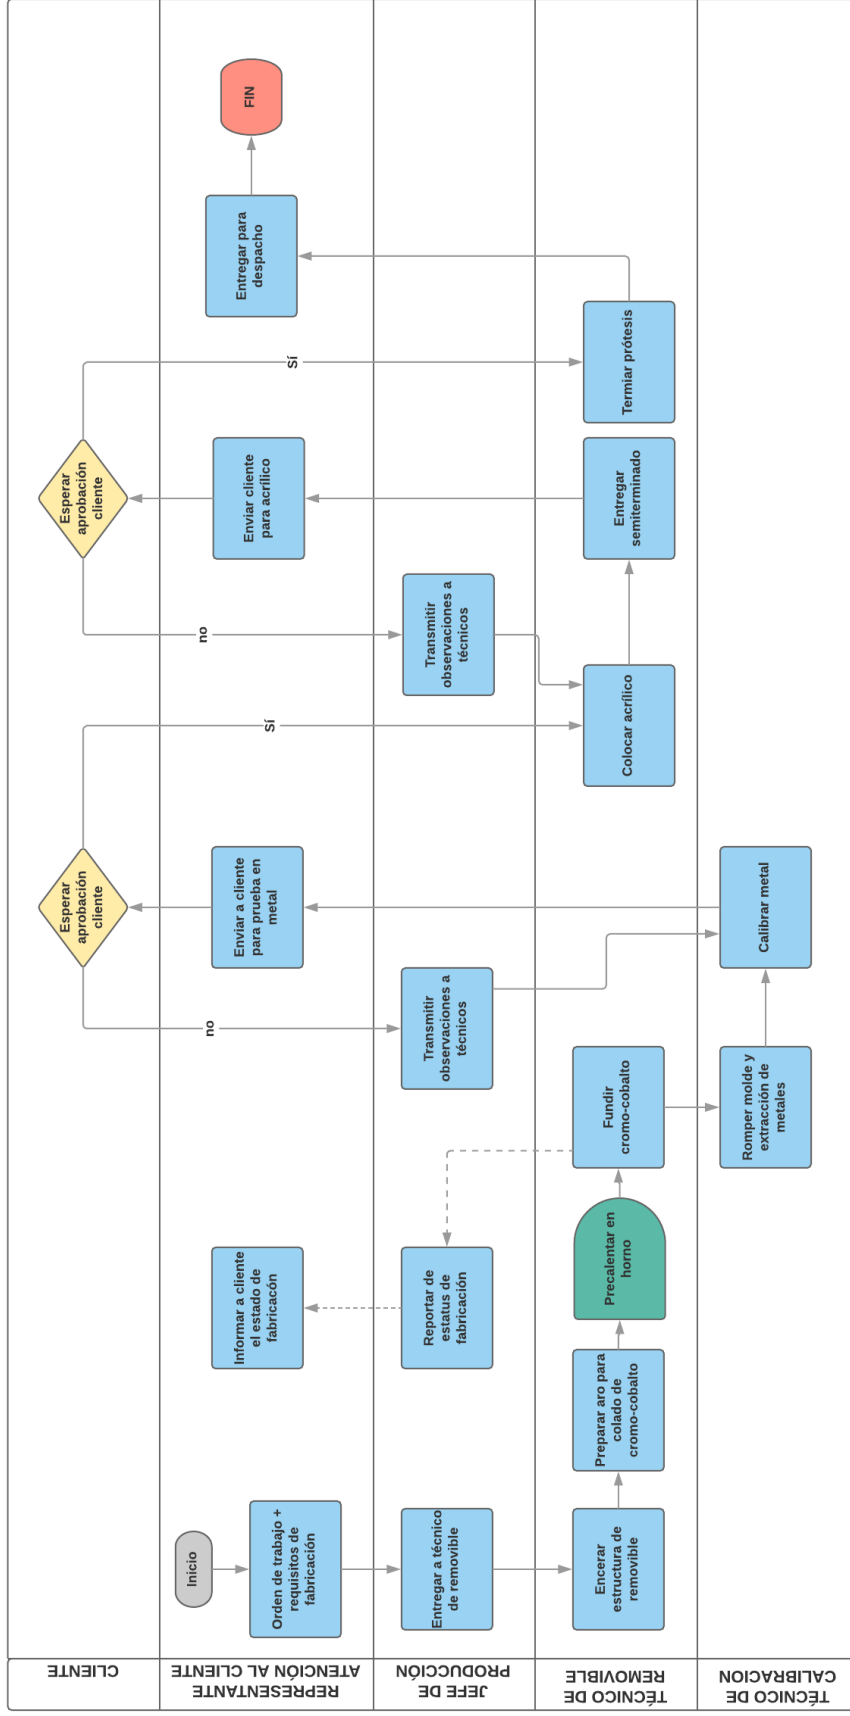 CLIENTE
REPRESENTANTE
ATENCIÓN AL CLIENTE
JEFE DE
PRODUCCIÓN
TÉCNICO DE
REMOVIBLE
TÉCNICO DE
CALIBRACION
Inicio
Orden de trabajo +
requisitos de
fabricación
Entregar a técnico
de removible
Encerar
estructura de
removible
Preparar aro para
colado de
cromo-cobalto
Precalentar en
horno
Fundir
cromo-cobalto
Reportar de
estatus de
fabricación
Informar a cliente
el estado de
fabricacón
Romper molde y
extracción de
metales
Calibrar metal
Enviar a cliente
para prueba en
metal
Esperar
aprobación
cliente
no
Transmitir
observaciones a
técnicos
Sí
Colocar acrílico
Entregar
semiterminado
Enviar cliente
para acrílico
Esperar
aprobación
cliente
no
Transmitir
observaciones a
técnicos
Sí
Termiar prótesis
Entregar para
despacho
FIN